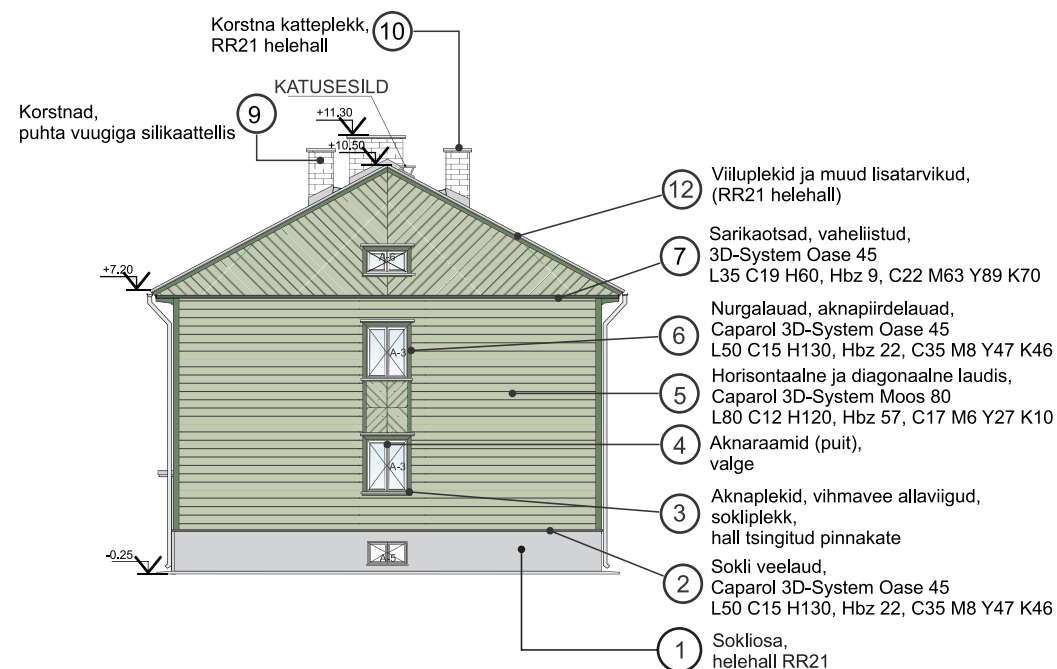 Korstna katteplekk,
RR21 helehall
10
KATUSESILD
Korstnad,
puhta vuugiga silikaattellis
9
+11.30
+10.50
12
Viiluplekid ja muud lisatarvikud,
(RR21 helehall)
7
Sarikaotsad, vaheliistud,
3D-System Oase 45
L35 C19 H60, Hbz 9, C22 M63 Y89 K70
+7.20
A-6
6
Nurgalauad, aknapiirdelauad,
Caparol 3D-System Oase 45
L50 C15 H130, Hbz 22, C35 M8 Y47 K46
A-3
5
Horisontaalne ja diagonaalne laudis,
Caparol 3D-System Moos 80
L80 C12 H120, Hbz 57, C17 M6 Y27 K10
4
Aknaraamid (puit),
valge
A-3
3
Aknaplekid, vihmavee allaviigud,
sokliplekk,
hall tsingitud pinnakate
-0.25
A-5
2
Sokli veelaud,
Caparol 3D-System Oase 45
L50 C15 H130, Hbz 22, C35 M8 Y47 K46
1
Sokliosa,
helehall RR21